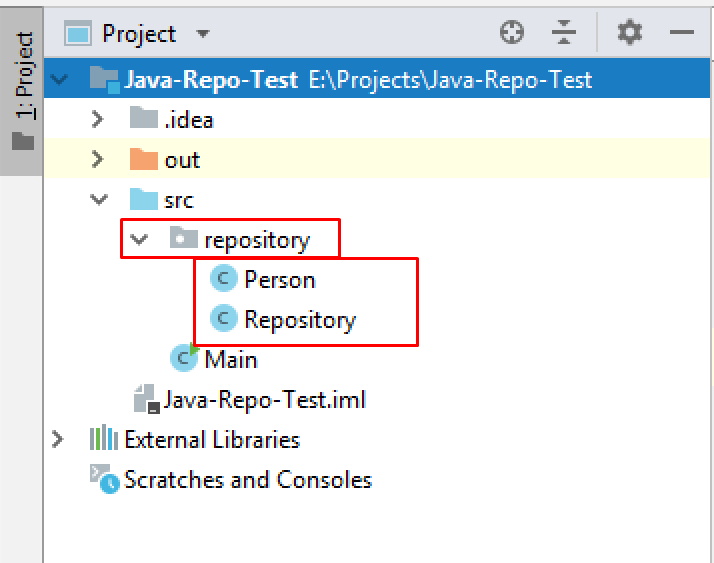 1: Project
Project
Java-Repo-Test E:\Projects\Java-Repo-Test
.idea
out
src
repository
C Person
C Repository
C Main
Java-Repo-Test.iml
External Libraries
Scratches and Consoles